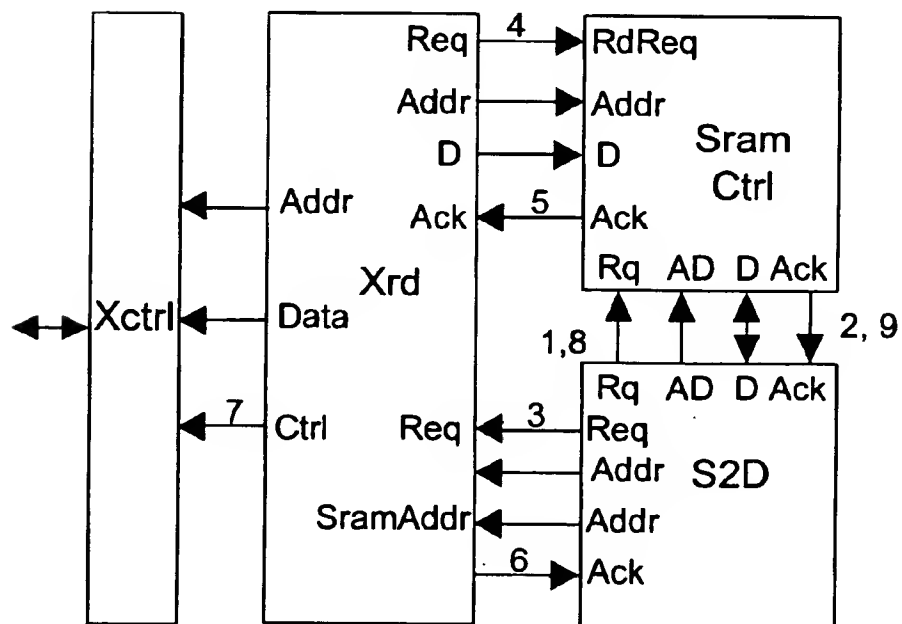 Req 4 RdReq
Addr Addr
D D
Sram
Ctrl
Addr Ack 5 Ack
Xrd
Rq AD D Ack
Xctrl Data
1,8 2, 9
Rq AD D Ack
7 Ctrl Req 3 Req
Addr S2D
SramAddr Addr
6 Ack